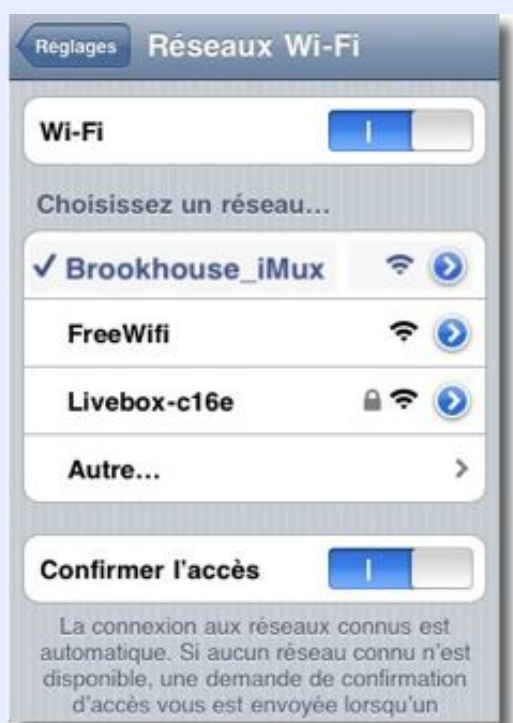 Réglages
Réseaux Wi-Fi
Wi-Fi
Choisissez un réseau...
Brookhouse_iMux
FreeWifi
Livebox-c16e
Autre...
Confirmer l'accès
La connexion aux réseaux connus est
automatique. Si aucun réseau connu n'est
disponible, une demande de confirmation
d'accès vous est envoyée lorsqu'un